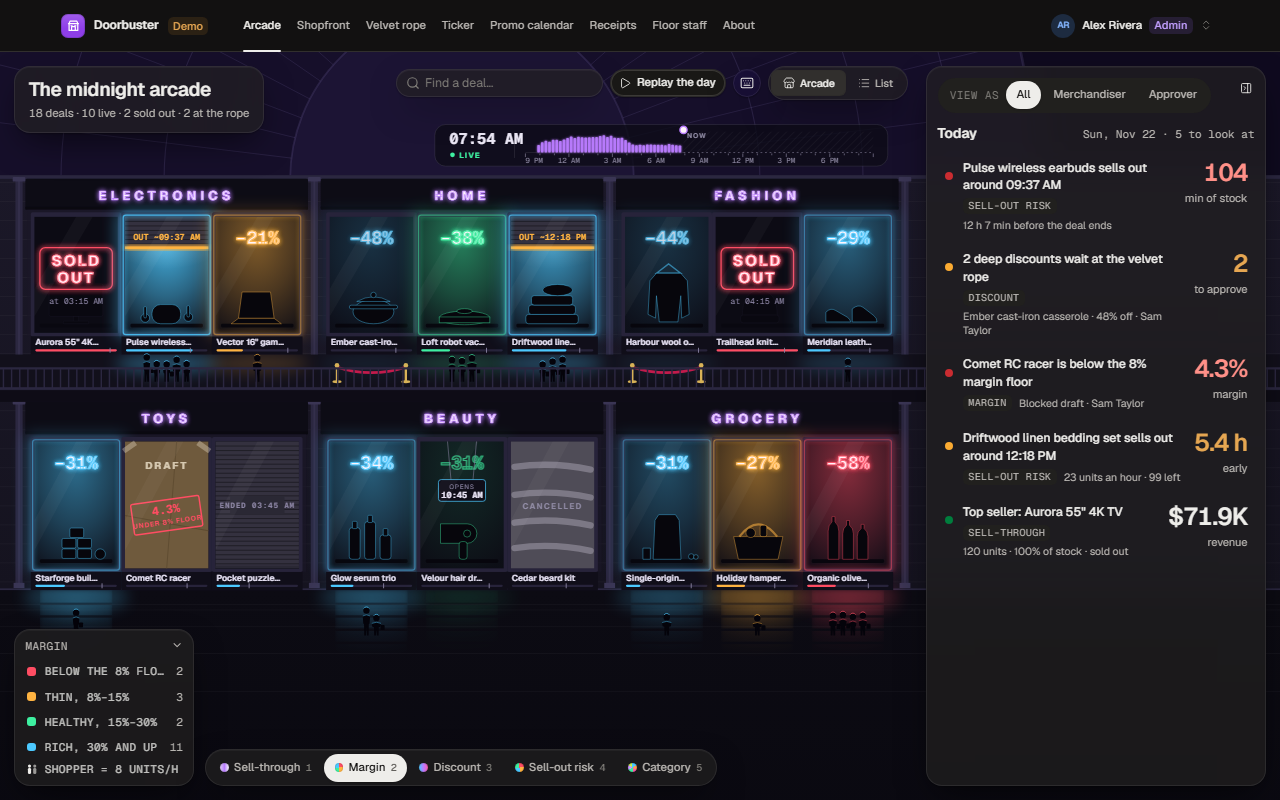 Doorbuster Demo Arcade Shopfront Velvet rope Ticker Promo calendar Receipts Floor staff About AR Alex Rivera Admin
The midnight arcade
18 deals · 10 live · 2 sold out · 2 at the rope
Find a deal...
Replay the day
Arcade List
07:54 AM
LIVE
NOW
9 PM 12 AM 3 AM 6 AM 9 AM 12 PM 3 PM 6 PM
ELECTRONICS
SOLD OUT
at 03:15 AM
OUT ~09:37 AM
-21%
Aurora 55" 4K... Pulse wireless... Vector 16" gam...
HOME
-48%
-38%
OUT ~12:18 PM
Ember cast-iro... Loft robot vac... Driftwood line...
FASHION
-44%
SOLD OUT
at 04:15 AM
-29%
Harbour wool o... Trailhead knit... Meridian leath...
TOYS
-31%
DRAFT
4.3%
UNDER 8% FLOOR
ENDED 03:45 AM
Starforge buil... Comet RC racer Pocket puzzle...
BEAUTY
-34%
-31%
OPENS
10:45 AM
CANCELLED
Glow serum trio Velour hair dr... Cedar beard kit
GROCERY
-31%
-27%
-58%
Single-origin... Holiday hamper... Organic olive...
MARGIN
BELOW THE 8% FLO... 2
THIN, 8%–15% 3
HEALTHY, 15%–30% 2
RICH, 30% AND UP 11
SHOPPER = 8 UNITS/H
Sell-through 1 Margin 2 Discount 3 Sell-out risk 4 Category 5
VIEW AS All Merchandiser Approver
Today Sun, Nov 22 · 5 to look at
Pulse wireless earbuds sells out around 09:37 AM
SELL-OUT RISK
12 h 7 min before the deal ends
104
min of stock
2 deep discounts wait at the velvet rope
DISCOUNT
Ember cast-iron casserole · 48% off · Sam Taylor
2
to approve
Comet RC racer is below the 8% margin floor
MARGIN Blocked draft · Sam Taylor
4.3%
margin
Driftwood linen bedding set sells out around 12:18 PM
SELL-OUT RISK 23 units an hour · 99 left
5.4 h
early
Top seller: Aurora 55" 4K TV
SELL-THROUGH
120 units · 100% of stock · sold out
$71.9K
revenue